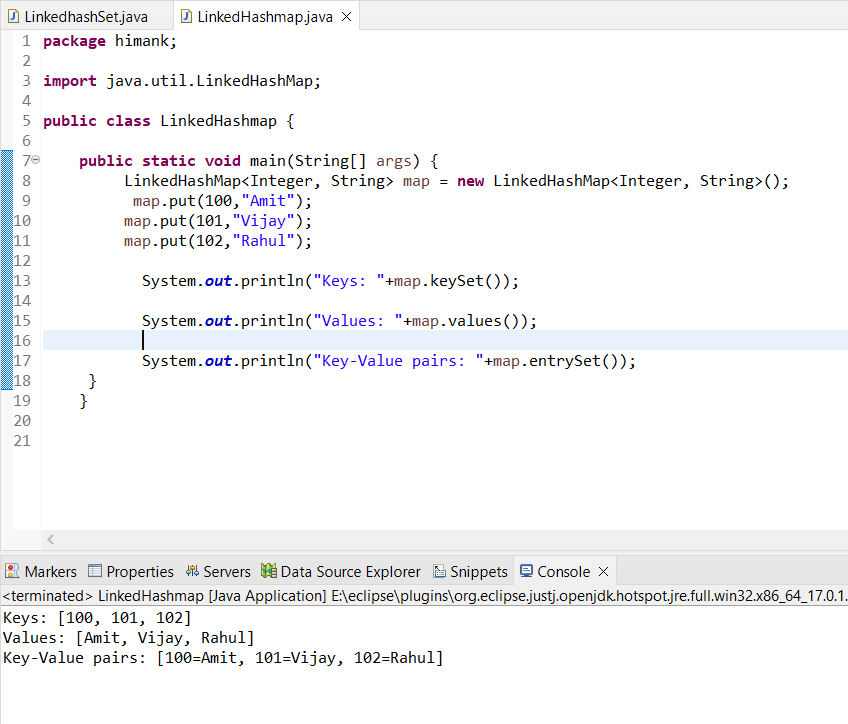 LinkedhashSet.java LinkedHashmap.java
1 package himank;
2
3 import java.util.LinkedHashMap;
4
5 public class LinkedHashmap {
6
7 public static void main(String[] args) {
8 LinkedHashMap<Integer, String> map = new LinkedHashMap<Integer, String>();
9 map.put(100,"Amit");
10 map.put(101,"Vijay");
11 map.put(102,"Rahul");
12
13 System.out.println("Keys: "+map.keySet());
14
15 System.out.println("Values: "+map.values());
16
17 System.out.println("Key-Value pairs: "+map.entrySet());
18 }
19 }
20
21
Markers Properties Servers Data Source Explorer Snippets Console
<terminated> LinkedHashmap [Java Application] E:\eclipse\plugins\org.eclipse.justj.openjdk.hotspot.jre.full.win32.x86_64_17.0.1.
Keys: [100, 101, 102]
Values: [Amit, Vijay, Rahul]
Key-Value pairs: [100=Amit, 101=Vijay, 102=Rahul]